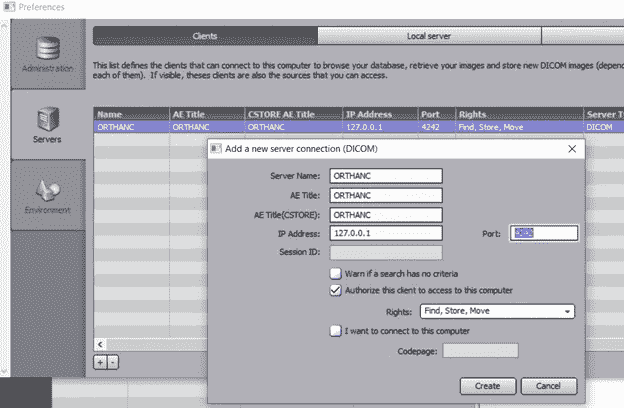 Preferences
Clients
Local server
Administration
This list defines the clients that can connect to this computer to browse your database, retrieve your images and store new DICOM images (depen
each of them). If visible, theses clients are also the sources that you can access.
Name AE Title CSTORE AE Title IP Address Port Rights Server T
ORTHANC ORTHANC ORTHANC 127.0.0.1 4242 Find, Store, Move DICOM
Servers
Add a new server connection (DICOM)
Server Name: ORTHANC
AE Title: ORTHANC
AE Title(CSTORE): ORTHANC
IP Address: 127.0.0.1 Port:
Session ID:
Environment
Warn if a search has no criteria
Authorize this client to access to this computer
Rights: Find, Store, Move
I want to connect to this computer
Codepage:
+ -
Create Cancel